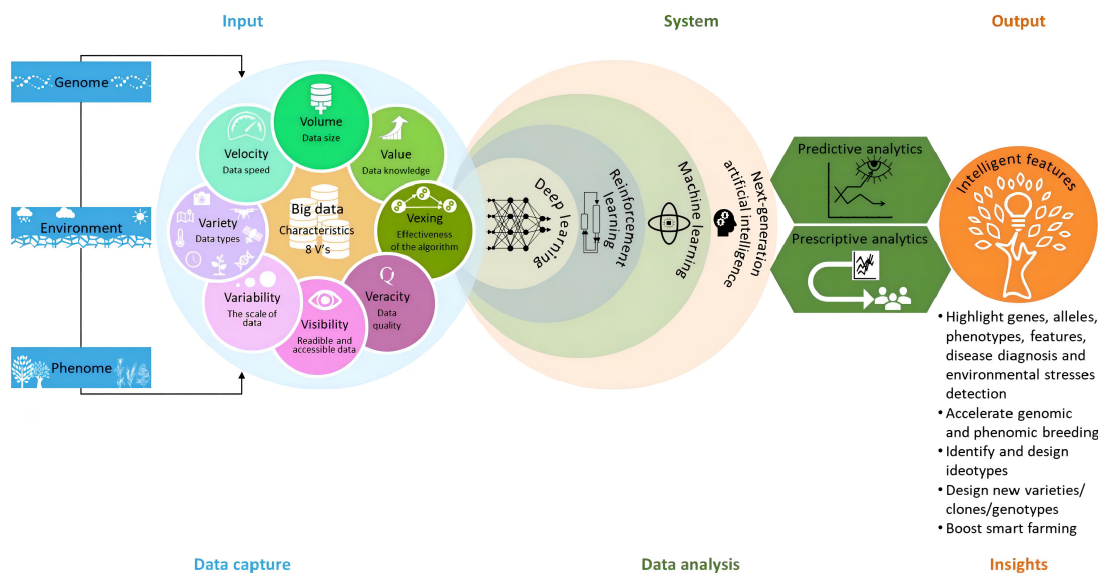 Input
System
Output
Genome
Environment
Phenome
Volume
Data size
Value
Data knowledge
Vexing
Effectiveness
of the algorithm
Q
Veracity
Data
quality
Visibility
Readible and
accessible data
Variability
The scale of
data
Variety
Data types
Velocity
Data speed
Big data
Characteristics
8 V's
Deep learning
Reinforcement
learning
Machine learning
Next-generation
artificial intelligence
Predictive analytics
Prescriptive analytics
Intelligent features
• Highlight genes, alleles,
phenotypes, features,
disease diagnosis and
environmental stresses
detection
• Accelerate genomic
and phenomic breeding
• Identify and design
ideotypes
• Design new varieties/
clones/genotypes
• Boost smart farming
Data capture
Data analysis
Insights